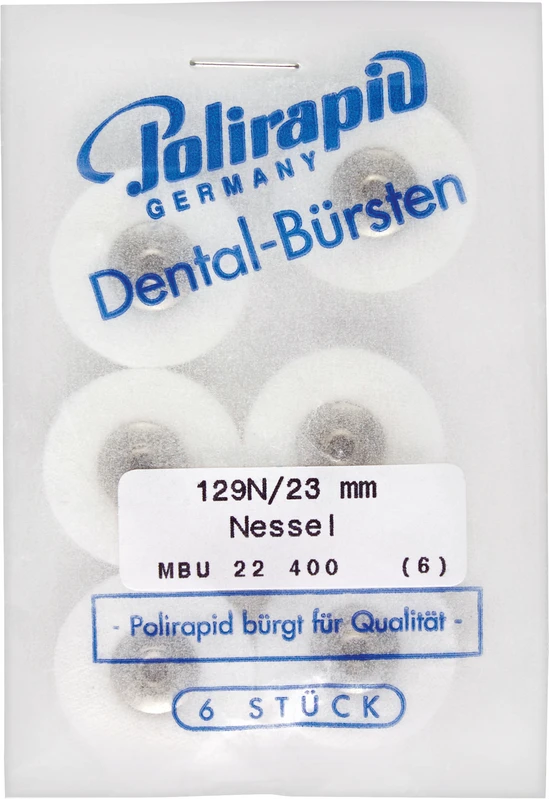 Polirapid
GERMANY
Dental-Bürsten
129N/23 mm
Nessel
MBU 22 400 (6)
- Polirapid bürgt für Qualität -
6 STÜCK